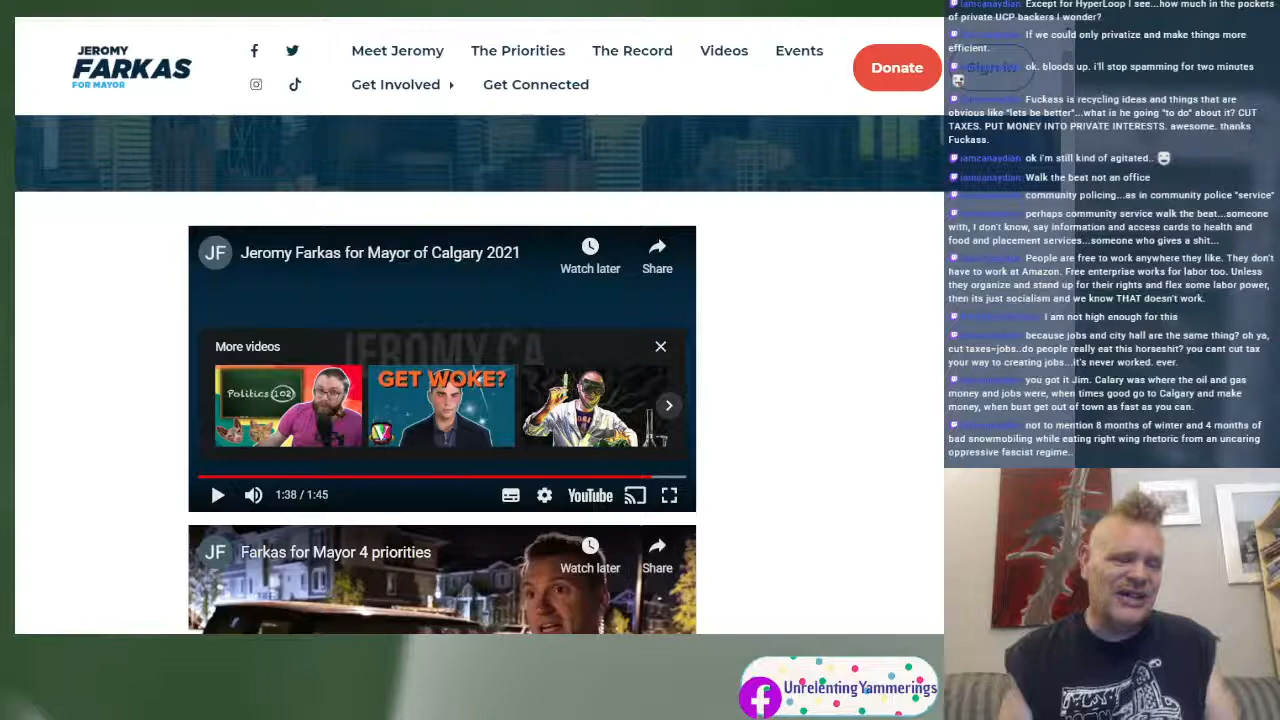 JEROMY
FARKAS
FOR MAYOR
Meet Jeromy
The Priorities
The Record
Videos
Events
Get Involved
Get Connected
Donate
JF
Jeromy Farkas for Mayor of Calgary 2021
Watch later
Share
More videos
Politics 102
GET WOKE?
1:38 / 1:45
YouTube
JF
Farkas for Mayor 4 priorities
Watch later
Share
UnrelentingYammerings
Except for HyperLoop I see...how much in the pockets
of private UCP backers I wonder?
If we could only privatize and make things more
efficient.
ok. bloods up. i'll stop spamming for two minutes
Fuckass is recycling ideas and things that are
obvious like "lets be better"...what is he going "to do" about it? CUT
TAXES. PUT MONEY INTO PRIVATE INTERESTS. awesome. thanks
Fuckass.
ok i'm still kind of agitated..
Walk the beat not an office
community policing...as in community police "service"
perhaps community service walk the beat...someone
with, I don't know, say information and access cards to health and
food and placement services...someone who gives a shit...
People are free to work anywhere they like. They don't
have to work at Amazon. Free enterprise works for labor too. Unless
they organize and stand up for their rights and flex some labor power,
then its just socialism and we know THAT doesn't work.
I am not high enough for this
because jobs and city hall are the same thing? oh ya,
cut taxes=jobs..do people really eat this horseshit? you cant cut tax
your way to creating jobs...it's never worked. ever.
you got it Jim. Calary was where the oil and gas
money and jobs were, when times good go to Calgary and make
money, when bust get out of town as fast as you can.
not to mention 8 months of winter and 4 months of
bad snowmobiling while eating right wing rhetoric from an uncaring
oppressive fascist regime..